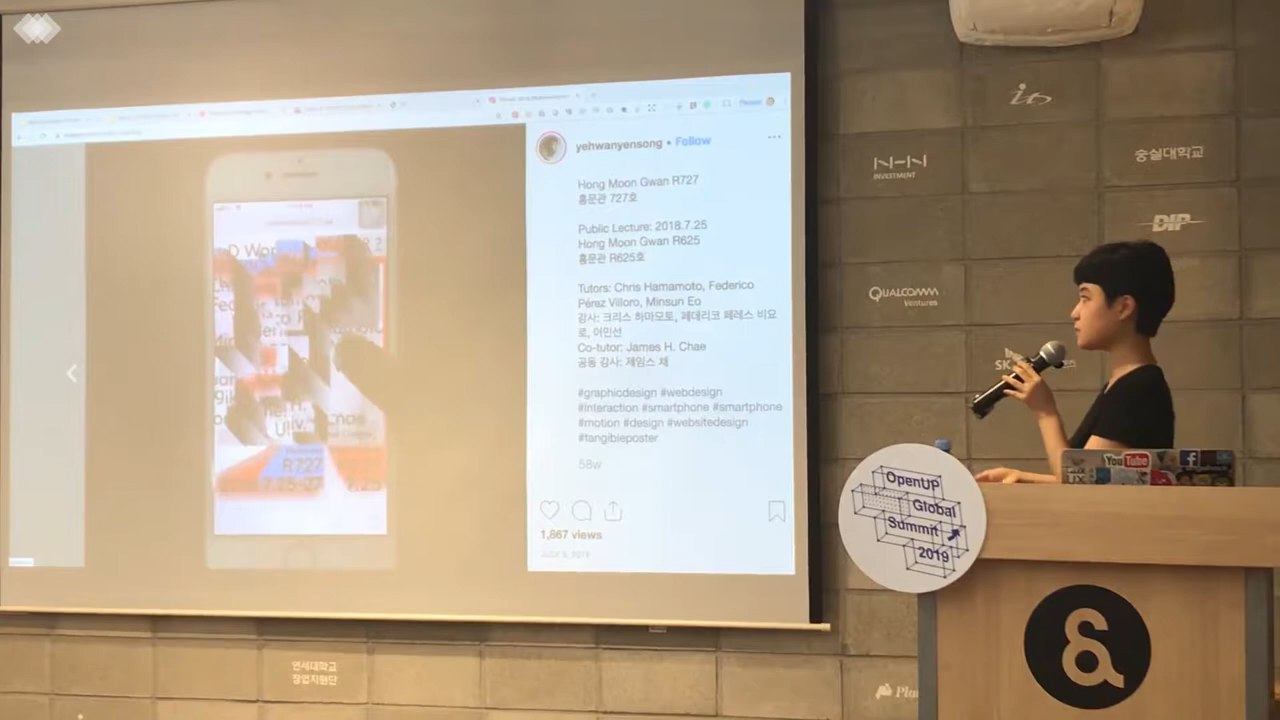 yehwanyensong • Follow
Hong Moon Gwan R727
홍문관 727호
Public Lecture: 2018.7.25
Hong Moon Gwan R625
홍문관 R625호
Tutors: Chris Hamamoto, Federico
Pérez Villoro, Minsun Eo
강사: 크리스 하마모토, 페데리코 페레스 비요
로, 어민선
Co-tutor: James H. Chae
공동 강사: 제임스 채
#graphicdesign #webdesign
#interaction #smartphone #smartphone
#motion #design #websitedesign
#tangibleposter
58w
1,867 views
R727
NHN
INVESTMENT
숭실대학교
DIP
QUALCOMM
Ventures
SK
YouTube
UX
OpenUP
Global
Summit
2019
연세대학교
창업지원단